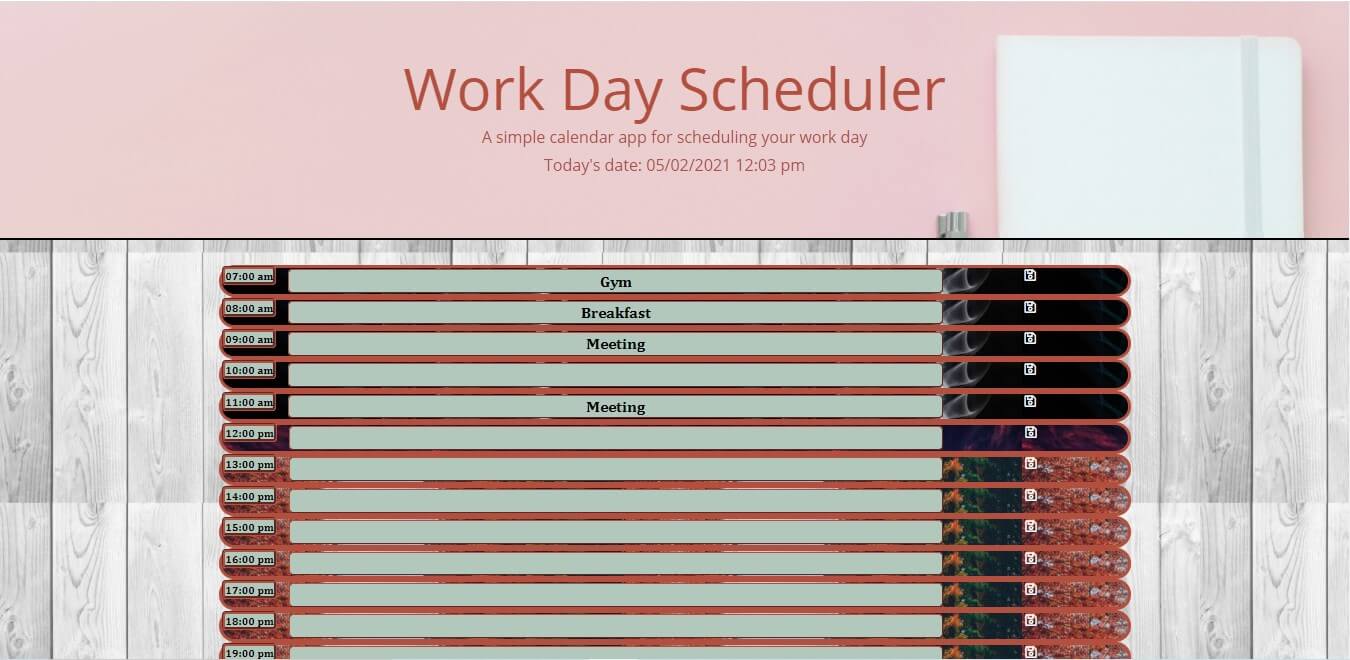 Work Day Scheduler
A simple calendar app for scheduling your work day
Today's date: 05/02/2021 12:03 pm
07:00 am Gym
08:00 am Breakfast
09:00 am Meeting
10:00 am
11:00 am Meeting
12:00 pm
13:00 pm
14:00 pm
15:00 pm
16:00 pm
17:00 pm
18:00 pm
19:00 pm